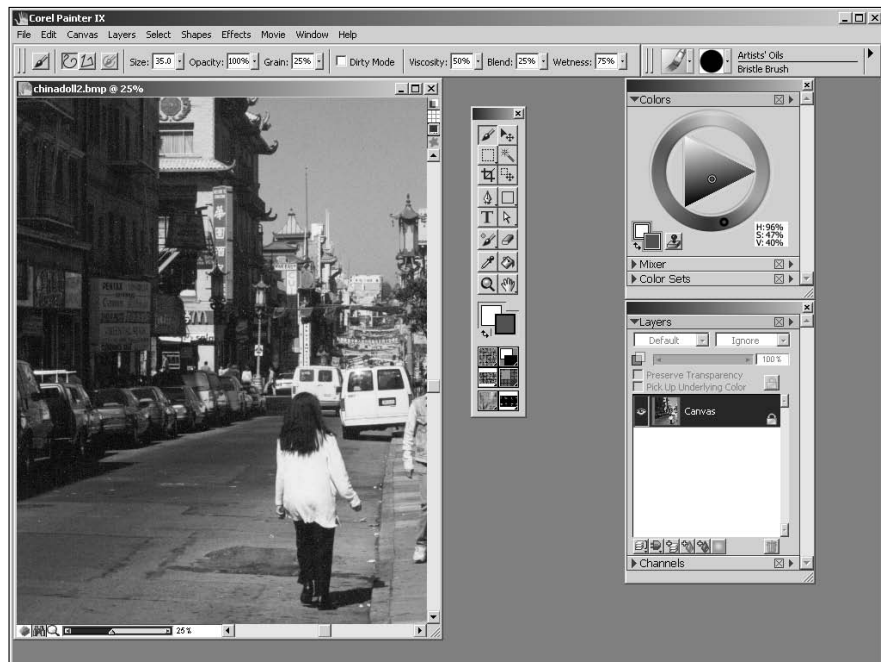 Corel Painter IX
File Edit Canvas Layers Select Shapes Effects Movie Window Help
Size: 35.0 Opacity: 100% Grain: 25% Dirty Mode Viscosity: 50% Blend: 25% Wetness: 75%
Artists' Oils
Bristle Brush
chinadoll2.bmp @ 25%
Colors
H: 96%
S: 47%
V: 40%
Mixer
Color Sets
T
Layers
Default Ignore
100%
Preserve Transparency
Pick Up Underlying Color
Canvas
Channels
25%